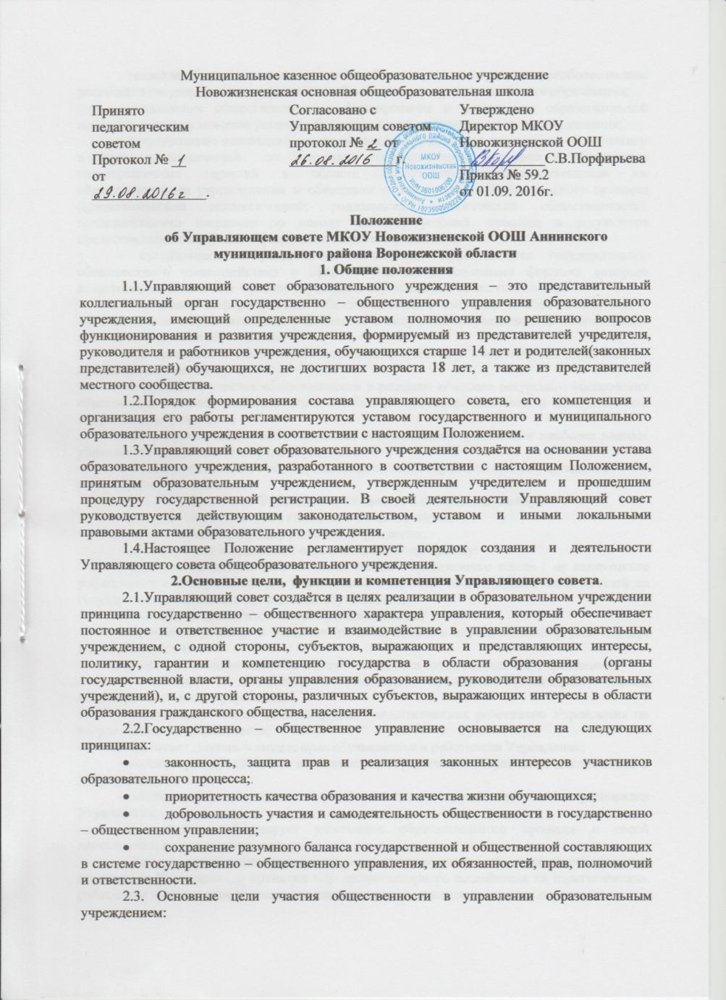 Муниципальное казенное общеобразовательное учреждение
Новожизненская основная общеобразовательная школа
Принято
педагогическим
советом
Протокол № 1
от
29.08.2016г.
Согласовано с
Управляющим советом
протокол № 2 от
26.08.2016 г.
Утверждено
Директор МКОУ
Новожизненской ООШ
С.В.Порфирьева
Приказ № 59.2
от 01.09. 2016г.
МКОУ
Новожизненская
ООШ
Положение
об Управляющем совете МКОУ Новожизненской ООШ Аннинского
муниципального района Воронежской области
1. Общие положения
1.1.Управляющий совет образовательного учреждения – это представительный
коллегиальный орган государственно – общественного управления образовательного
учреждения, имеющий определенные уставом полномочия по решению вопросов
функционирования и развития учреждения, формируемый из представителей учредителя,
руководителя и работников учреждения, обучающихся старше 14 лет и родителей(законных
представителей) обучающихся, не достигших возраста 18 лет, а также из представителей
местного сообщества.
1.2.Порядок формирования состава управляющего совета, его компетенция и
организация его работы регламентируются уставом государственного и муниципального
образовательного учреждения в соответствии с настоящим Положением.
1.3.Управляющий совет образовательного учреждения создаётся на основании устава
образовательного учреждения, разработанного в соответствии с настоящим Положением,
принятым образовательным учреждением, утвержденным учредителем и прошедшим
процедуру государственной регистрации. В своей деятельности Управляющий совет
руководствуется действующим законодательством, уставом и иными локальными
правовыми актами образовательного учреждения.
1.4.Настоящее Положение регламентирует порядок создания и деятельности
Управляющего совета общеобразовательного учреждения.
2.Основные цели, функции и компетенция Управляющего совета.
2.1.Управляющий совет создаётся в целях реализации в образовательном учреждении
принципа государственно – общественного характера управления, который обеспечивает
постоянное и ответственное участие и взаимодействие в управлении образовательным
учреждением, с одной стороны, субъектов, выражающих и представляющих интересы,
политику, гарантии и компетенцию государства в области образования (органы
государственной власти, органы управления образованием, руководители образовательных
учреждений), и, с другой стороны, различных субъектов, выражающих интересы в области
образования гражданского общества, населения.
2.2.Государственно – общественное управление основывается на следующих
принципах:
• законность, защита прав и реализация законных интересов участников
образовательного процесса;.
• приоритетность качества образования и качества жизни обучающихся;
• добровольность участия и самодеятельность общественности в государственно
– общественном управлении;
• сохранение разумного баланса государственной и общественной составляющих
в системе государственно – общественного управления, их обязанностей, прав, полномочий
и ответственности.
2.3. Основные цели участия общественности в управлении образовательным
учреждением: